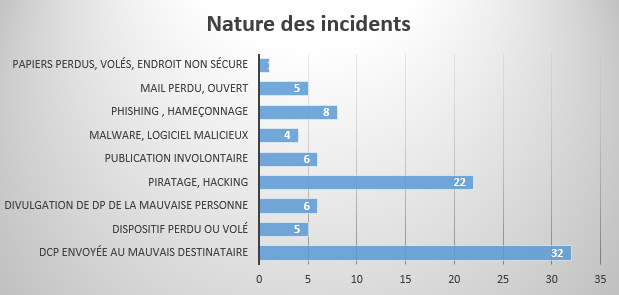 Nature des incidents
PAPIERS PERDUS, VOLÉS, ENDROIT NON SÉCURE
MAIL PERDU, OUVERT 5
PHISHING , HAMEÇONNAGE 8
MALWARE, LOGICIEL MALICIEUX 4
PUBLICATION INVOLONTAIRE 6
PIRATAGE, HACKING 22
DIVULGATION DE DP DE LA MAUVAISE PERSONNE 6
DISPOSITIF PERDU OU VOLÉ 5
DCP ENVOYÉE AU MAUVAIS DESTINATAIRE 32
0 5 10 15 20 25 30 35